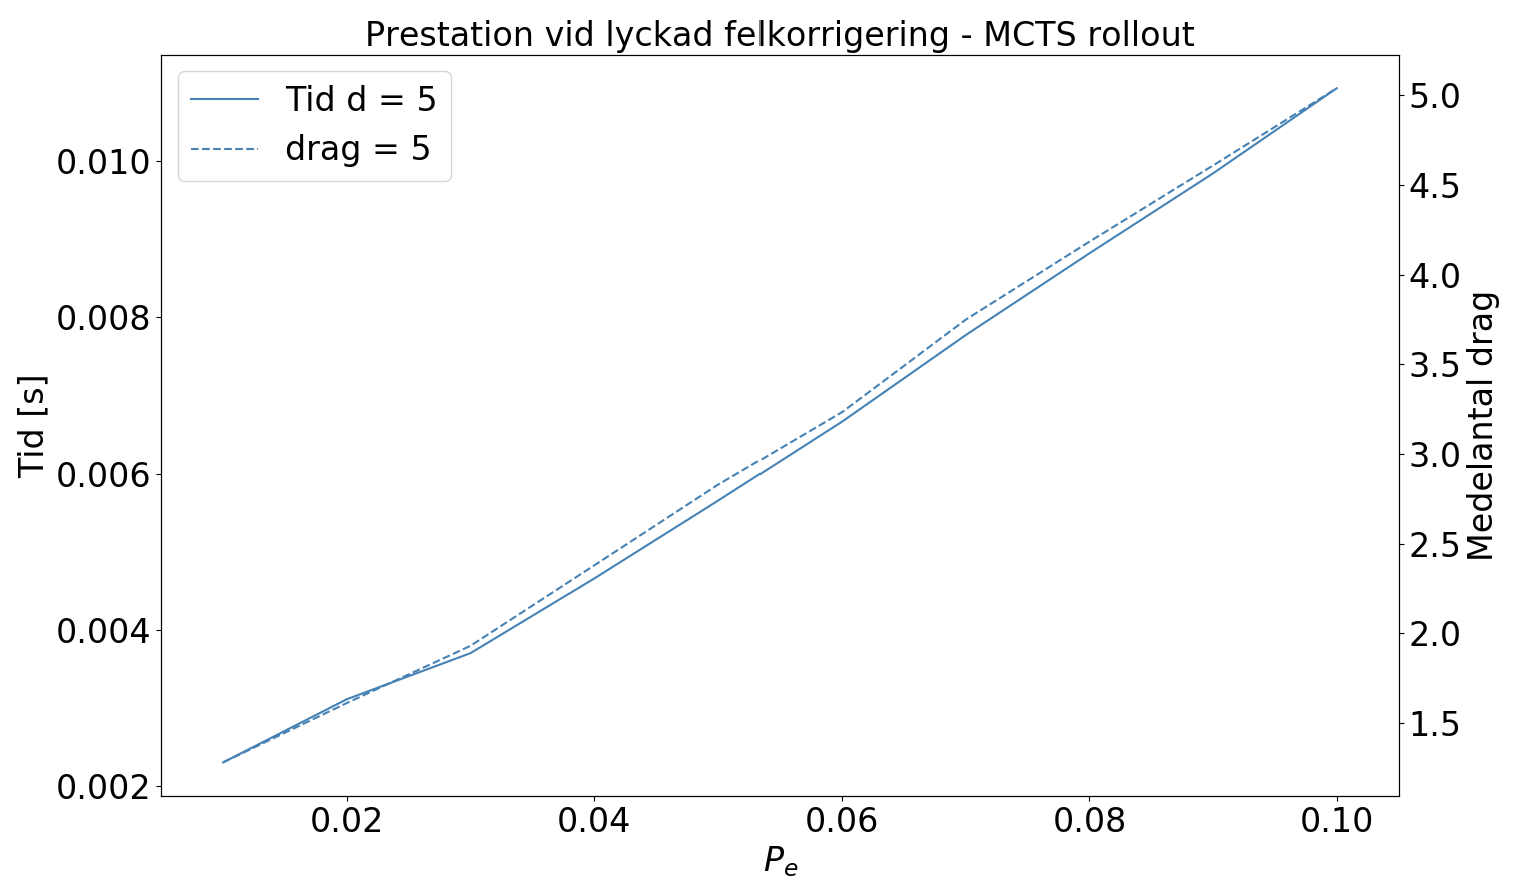 Prestation vid lyckad felkorrigering - MCTS rollout
Tid d = 5
drag = 5
Tid [s]
0.010
0.008
0.006
0.004
0.002
5.0
4.5
4.0
3.5
3.0
2.5
2.0
1.5
Medelantal drag
0.02 0.04 0.06 0.08 0.10
Pₑ